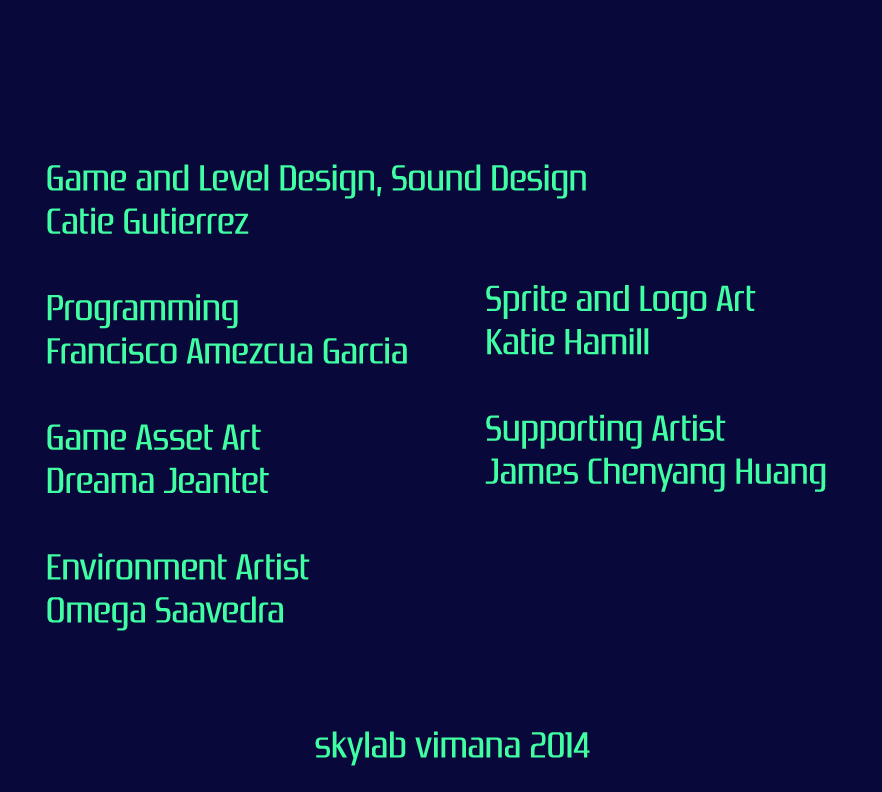 Game and Level Design, Sound Design
Catie Gutierrez
Programming
Francisco Amezcua Garcia
Game Asset Art
Dreama Jeantet
Environment Artist
Omega Saavedra
Sprite and Logo Art
Katie Hamill
Supporting Artist
James Chenyang Huang
skylab vimana 2014